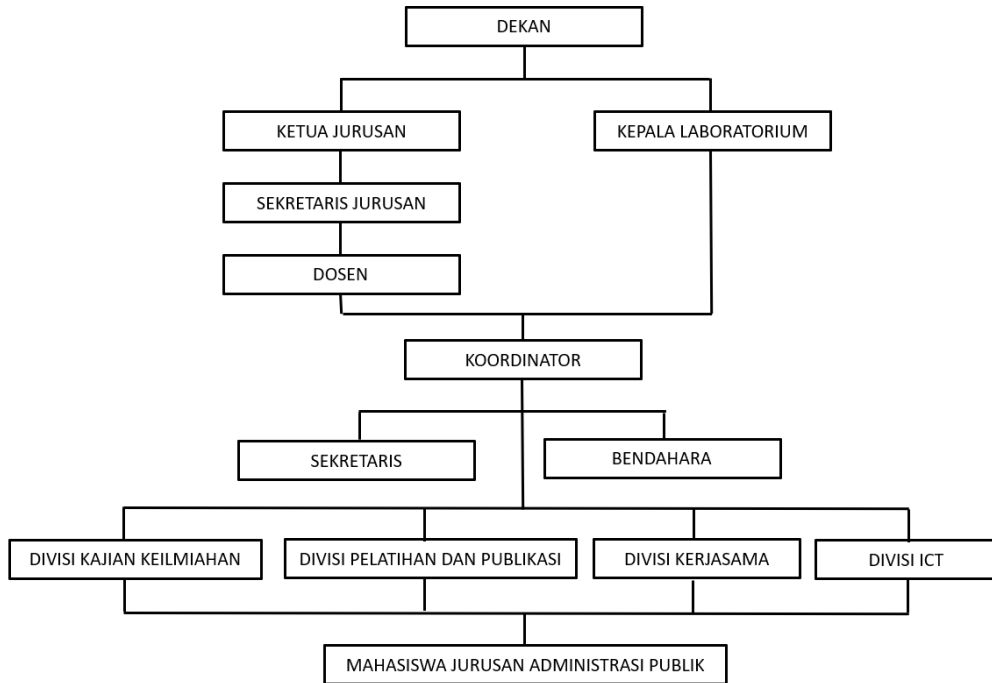 DEKAN
KETUA JURUSAN
KEPALA LABORATORIUM
SEKRETARIS JURUSAN
DOSEN
KOORDINATOR
SEKRETARIS
BENDAHARA
DIVISI KAJIAN KEILMIAHAN
DIVISI PELATIHAN DAN PUBLIKASI
DIVISI KERJASAMA
DIVISI ICT
MAHASISWA JURUSAN ADMINISTRASI PUBLIK